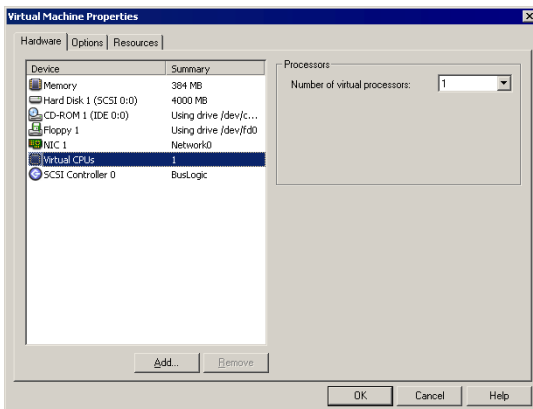 Virtual Machine Properties
Hardware Options Resources
Device Summary
Memory 384 MB
Hard Disk 1 (SCSI 0:0) 4000 MB
CD-ROM 1 (IDE 0:0) Using drive /dev/c...
Floppy 1 Using drive /dev/fd0
NIC 1 Network0
Virtual CPUs 1
SCSI Controller 0 BusLogic
Processors
Number of virtual processors: 1
Add... Remove
OK Cancel Help